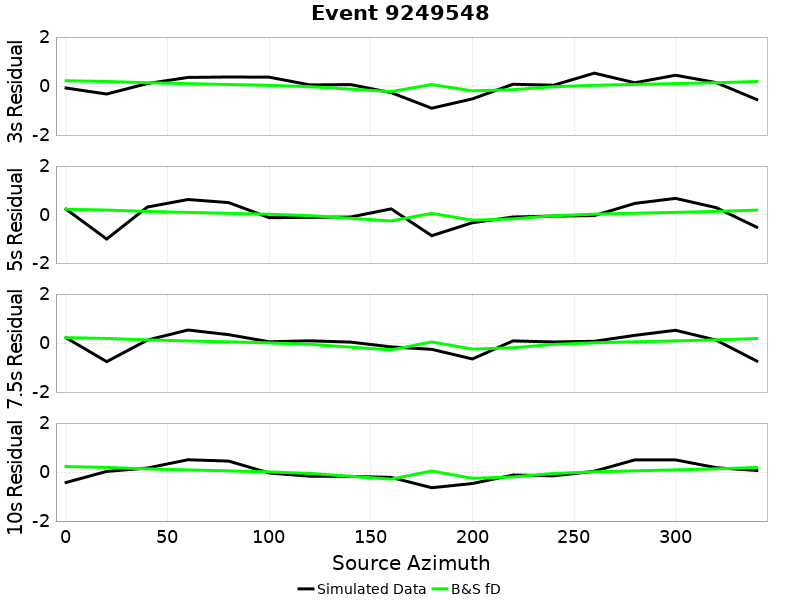 Event 9249548
3s Residual
2
0
-2
5s Residual
2
0
-2
7.5s Residual
2
0
-2
10s Residual
2
0
-2
0 50 100 150 200 250 300
Source Azimuth
Simulated Data B&S fD